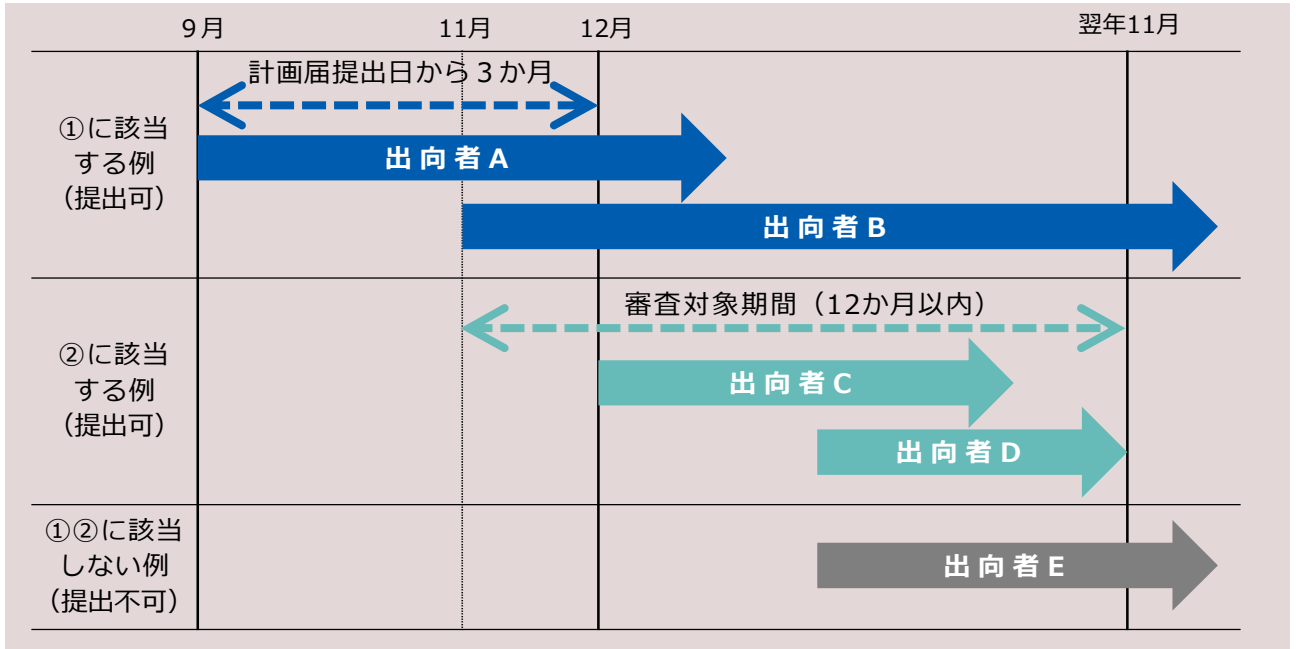 ９月
11月
12月
翌年11月
①に該当
する例
（提出可）
計画届提出日から３か月
出向者A
出向者B
②に該当
する例
（提出可）
審査対象期間（12か月以内）
出向者C
出向者D
①②に該当
しない例
（提出不可）
出向者E